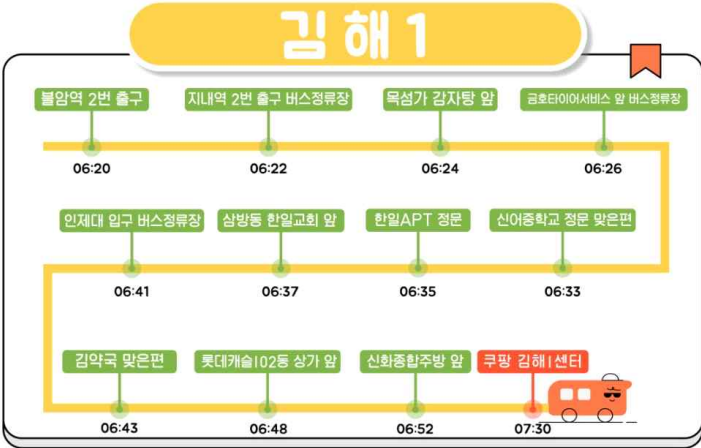 김해1
불암역 2번 출구
지내역 2번 출구 버스정류장
목섬가 감자탕 앞
금호타이어서비스 앞 버스정류장
06:20
06:22
06:24
06:26
인제대 입구 버스정류장
삼방동 한일교회 앞
한일APT 정문
신어중학교 정문 맞은편
06:41
06:37
06:35
06:33
김약국 맞은편
롯데캐슬102동 상가 앞
신화종합주방 앞
쿠팡 김해1센터
06:43
06:48
06:52
07:30